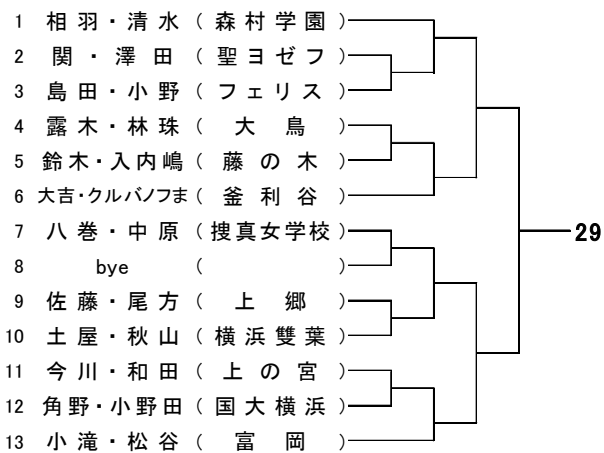 1 相羽・清水 ( 森村学園 )
2 関・澤田 ( 聖ヨゼフ )
3 島田・小野 ( フェリス )
4 露木・林珠 ( 大鳥 )
5 鈴木・入内嶋 ( 藤の木 )
6 大吉・クルバノフま ( 釜利谷 )
7 八巻・中原 ( 捜真女学校 )
29
8 bye ( )
9 佐藤・尾方 ( 上郷 )
10 土屋・秋山 ( 横浜雙葉 )
11 今川・和田 ( 上の宮 )
12 角野・小野田 ( 国大横浜 )
13 小滝・松谷 ( 富岡 )